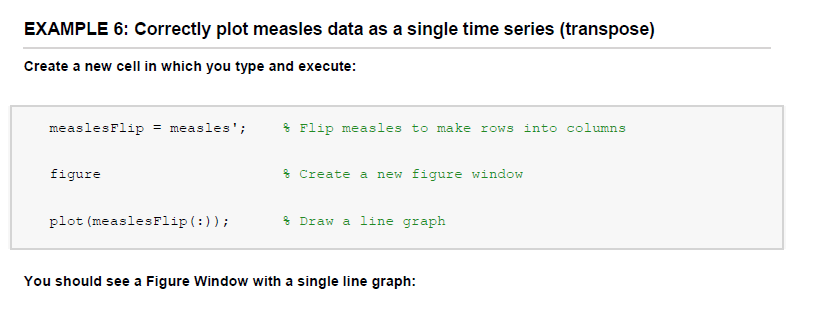 EXAMPLE 6: Correctly plot measles data as a single time series (transpose)
Create a new cell in which you type and execute:
measlesFlip = measles'; % Flip measles to make rows into columns
figure % Create a new figure window
plot(measlesFlip(:)); % Draw a line graph
You should see a Figure Window with a single line graph: